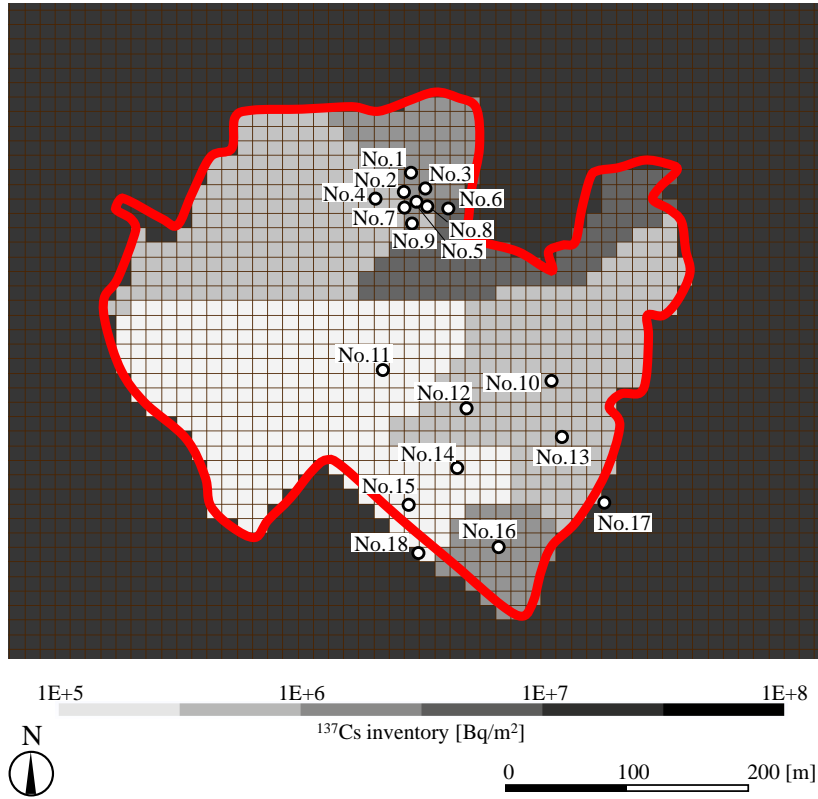 No.1
No.3
No.2
No.4
No.6
No.7
No.8
No.9
No.5
No.11
No.10
No.12
No.14
No.13
No.15
No.17
No.16
No.18
1E+5 1E+6 1E+7 1E+8
¹³⁷Cs inventory [Bq/m²]
N
0 100 200 [m]